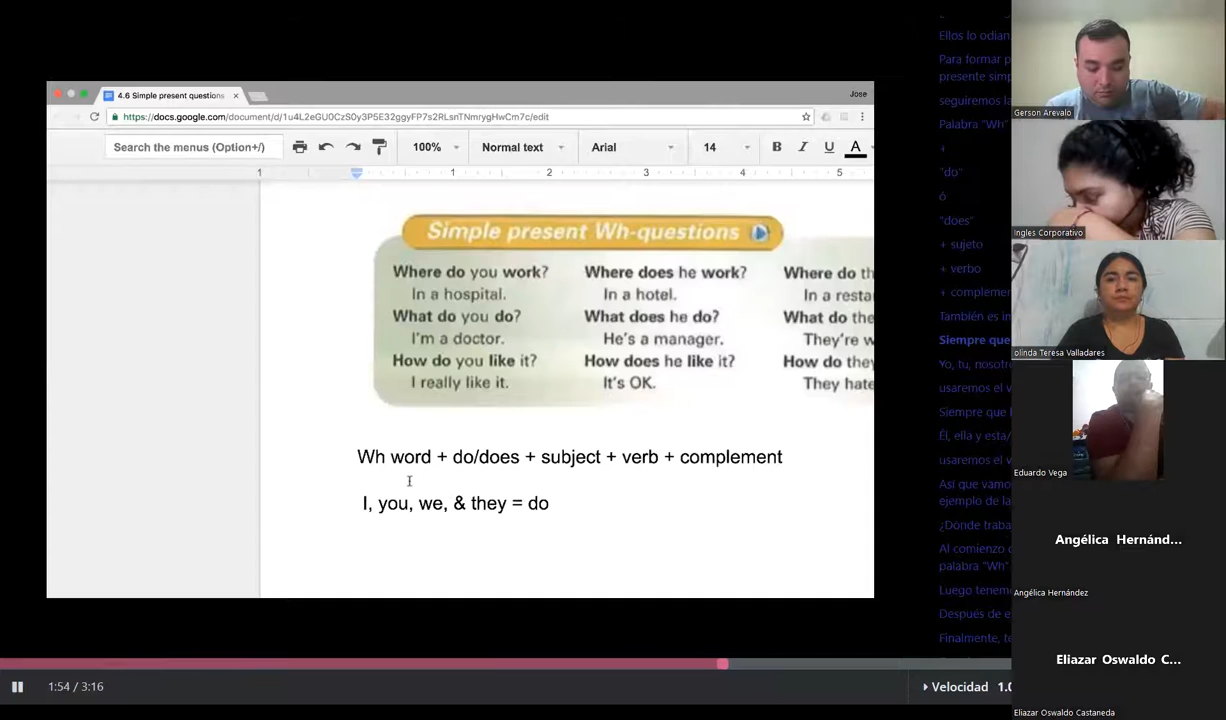 4.6 Simple present questions
Jose
https://docs.google.com/document/d/1u4L2eGU0CzS0y3P5E32ggyFP7s2RLsnTNmrygHwCm7c/edit
Search the menus (Option+/)
100%
Normal text
Arial
14
B I U A
1 1 2 3 4 5
Simple present Wh-questions
Where do you work? Where does he work? Where do th
In a hospital. In a hotel. In a resta
What do you do? What does he do? What do the
I'm a doctor. He's a manager. They're w
How do you like it? How does he like it? How do they
I really like it. It's OK. They hate
Wh word + do/does + subject + verb + complement
I, you, we, & they = do
1:54 / 3:16
Velocidad 1.0
Ellos lo odian
Para formar p
presente simp
seguiremos la
Palabra "Wh"
+
"do"
ó
"does"
+ sujeto
+ verbo
+ complemen
También es in
Siempre que
Yo, tu, nosotr
usaremos el v
Siempre que
Él, ella y esta/
usaremos el v
Así que vamo
ejemplo de la
¿Donde traba
Al comienzo
palabra "Wh"
Luego tenem
Después de e
Finalmente, te
Gerson Arevalo
Ingles Corporativo
olinda Teresa Valladares
Eduardo Vega
Angélica Hernánd...
Angélica Hernández
Eliazar Oswaldo C...
Eliazar Oswaldo Castaneda